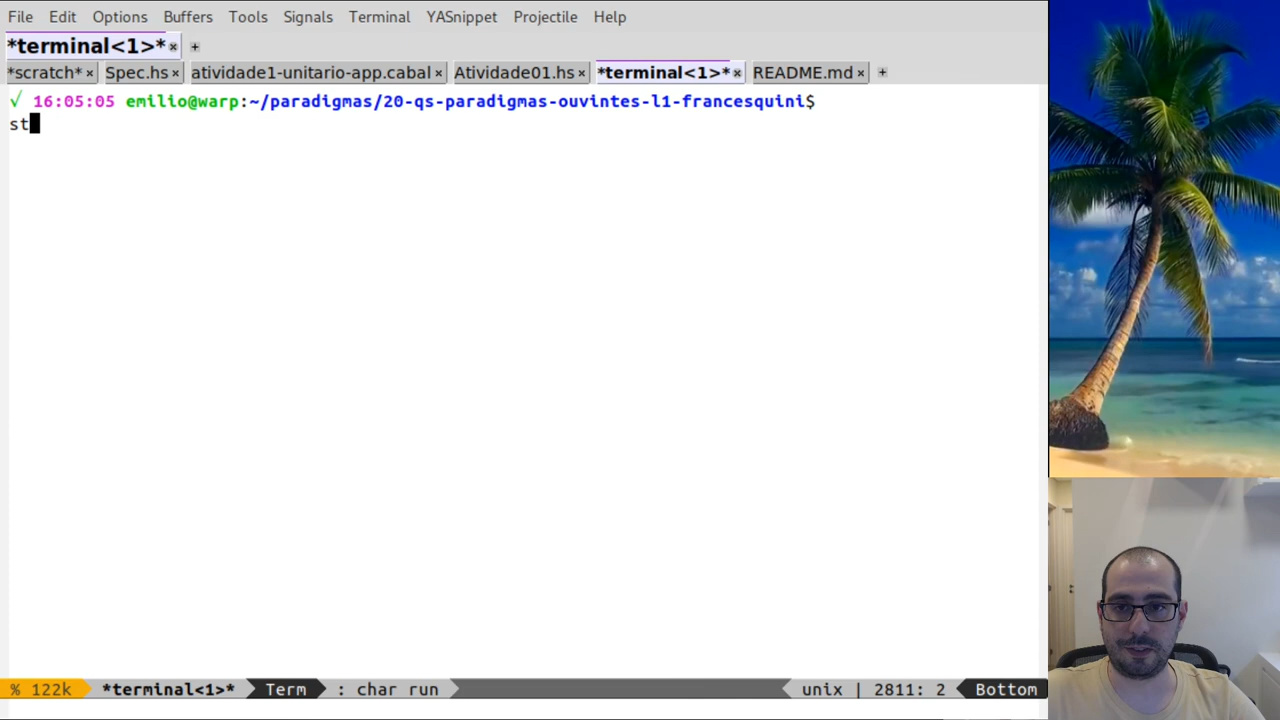 File Edit Options Buffers Tools Signals Terminal YASnippet Projectile Help
*terminal<1>* × +
*scratch* × Spec.hs × atividade1-unitario-app.cabal × Atividade01.hs × *terminal<1>* × README.md × +
√ 16:05:05 emilio@warp:~/paradigmas/20-qs-paradigmas-ouvintes-l1-francesquini$
st
% 122k *terminal<1>* Term : char run unix | 2811: 2 Bottom